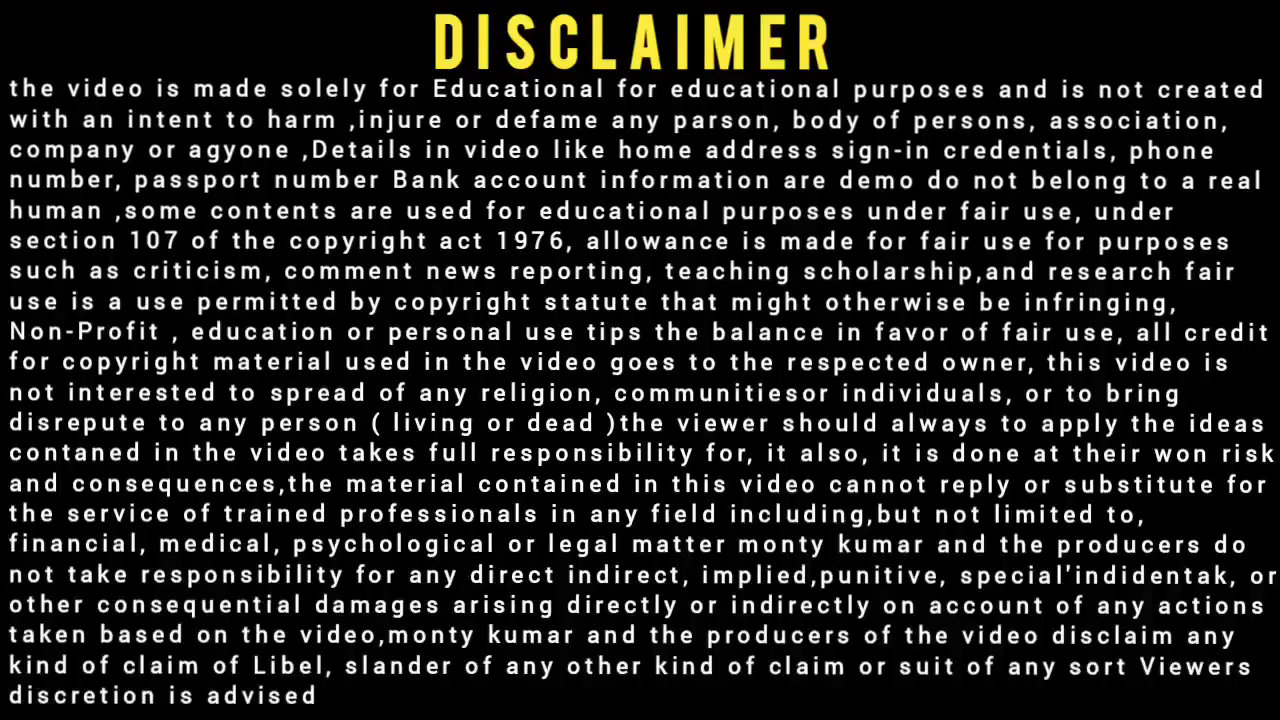 DISCLAIMER
the video is made solely for Educational for educational purposes and is not created
with an intent to harm ,injure or defame any parson, body of persons, association,
company or agyone ,Details in video like home address sign-in credentials, phone
number, passport number Bank account information are demo do not belong to a real
human ,some contents are used for educational purposes under fair use, under
section 107 of the copyright act 1976, allowance is made for fair use for purposes
such as criticism, comment news reporting, teaching scholarship,and research fair
use is a use permitted by copyright statute that might otherwise be infringing,
Non-Profit , education or personal use tips the balance in favor of fair use, all credit
for copyright material used in the video goes to the respected owner, this video is
not interested to spread of any religion, communitiesor individuals, or to bring
disrepute to any person ( living or dead )the viewer should always to apply the ideas
contaned in the video takes full responsibility for, it also, it is done at their won risk
and consequences,the material contained in this video cannot reply or substitute for
the service of trained professionals in any field including,but not limited to,
financial, medical, psychological or legal matter monty kumar and the producers do
not take responsibility for any direct indirect, implied,punitive, special'indidentak, or
other consequential damages arising directly or indirectly on account of any actions
taken based on the video,monty kumar and the producers of the video disclaim any
kind of claim of Libel, slander of any other kind of claim or suit of any sort Viewers
discretion is advised